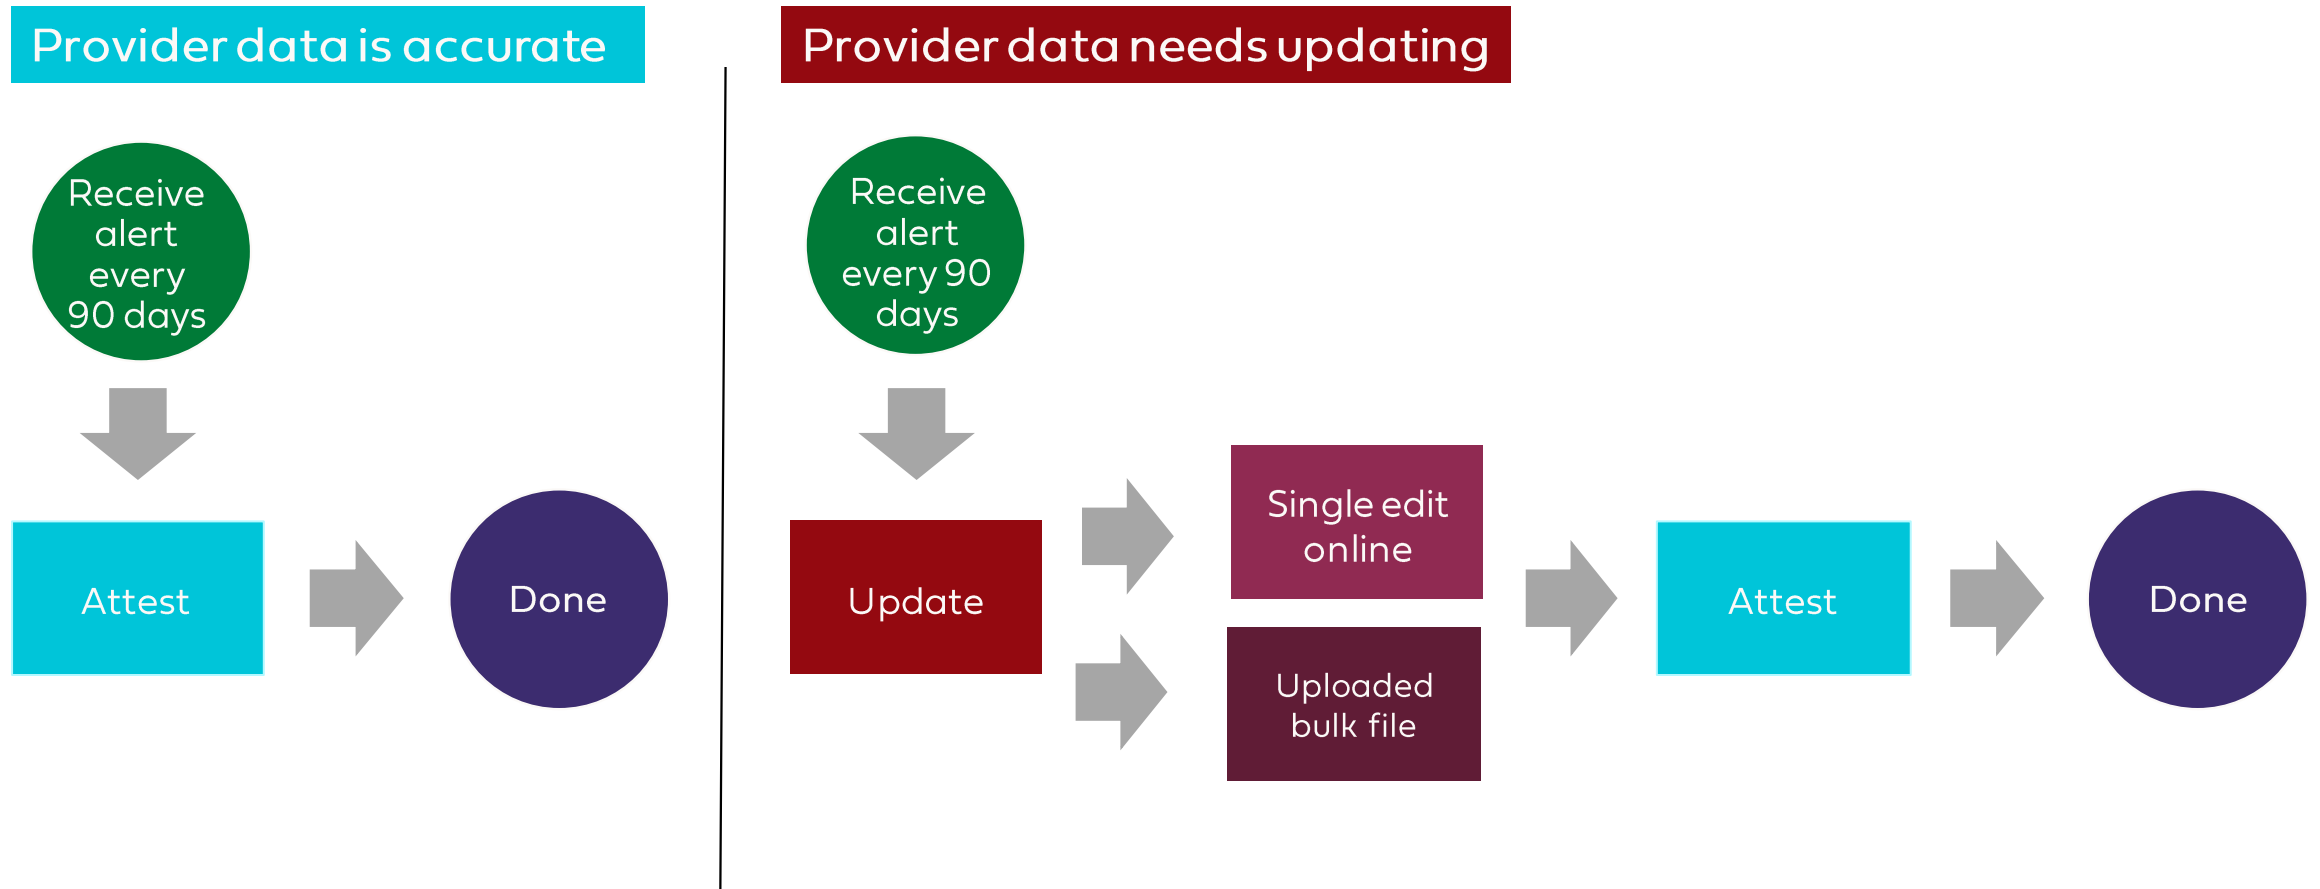 Provider data is accurate
Receive
alert
every
90 days
Attest
Done
Provider data needs updating
Receive
alert
every 90
days
Update
Single edit
online
Uploaded
bulk file
Attest
Done